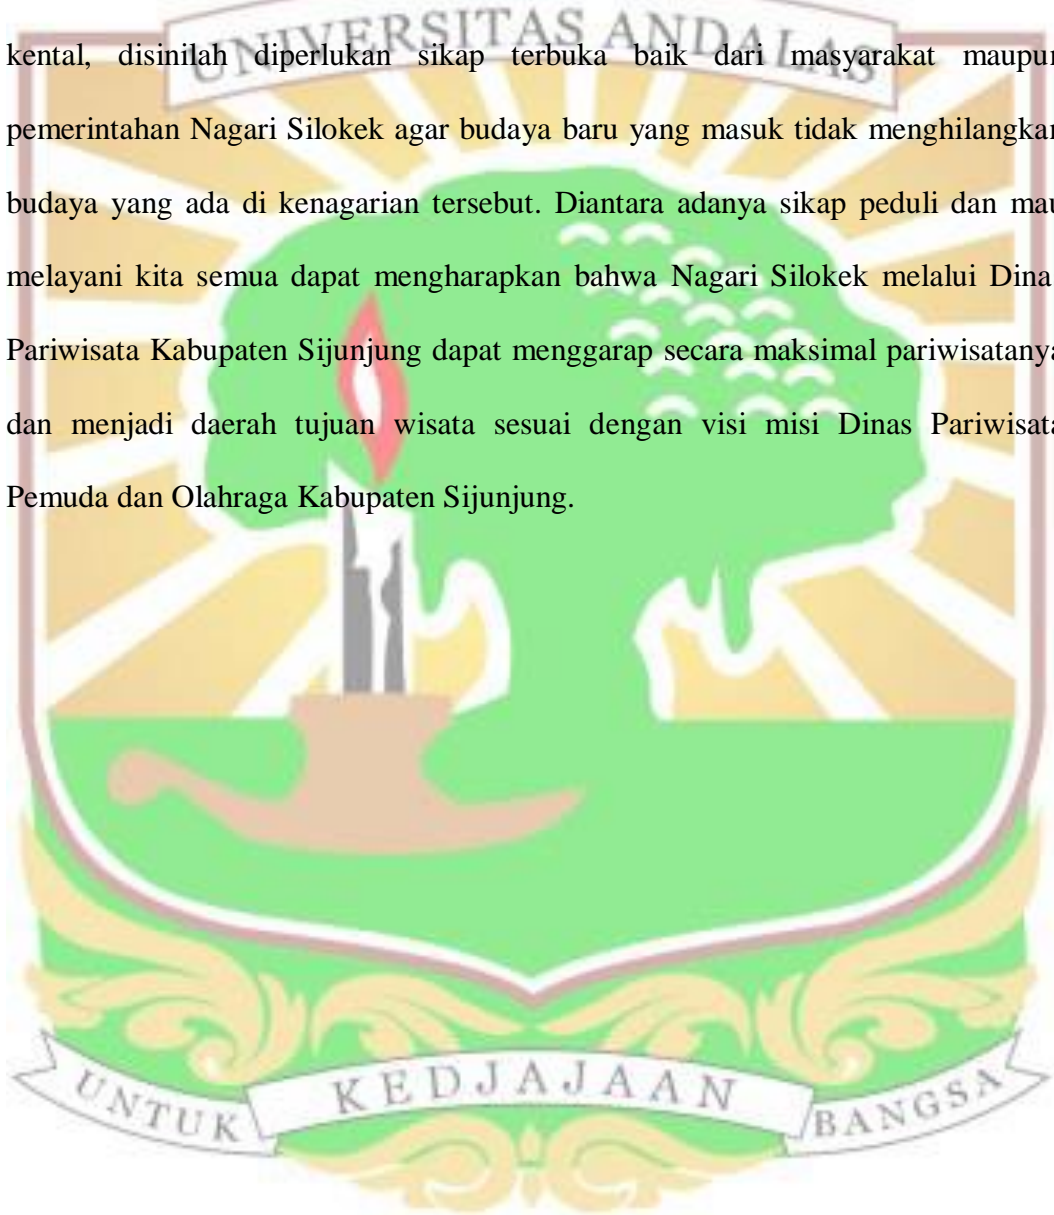 UNIVERSITAS ANDALAS
kental, disinilah diperlukan sikap terbuka baik dari masyarakat maupun
pemerintahan Nagari Silokek agar budaya baru yang masuk tidak menghilangkan
budaya yang ada di kenagarian tersebut. Diantara adanya sikap peduli dan mau
melayani kita semua dapat mengharapkan bahwa Nagari Silokek melalui Dina
Pariwisata Kabupaten Sijunjung dapat menggarap secara maksimal pariwisatanya
dan menjadi daerah tujuan wisata sesuai dengan visi misi Dinas Pariwisata
Pemuda dan Olahraga Kabupaten Sijunjung.
UNTUK KEDJAJAAN BANGSA